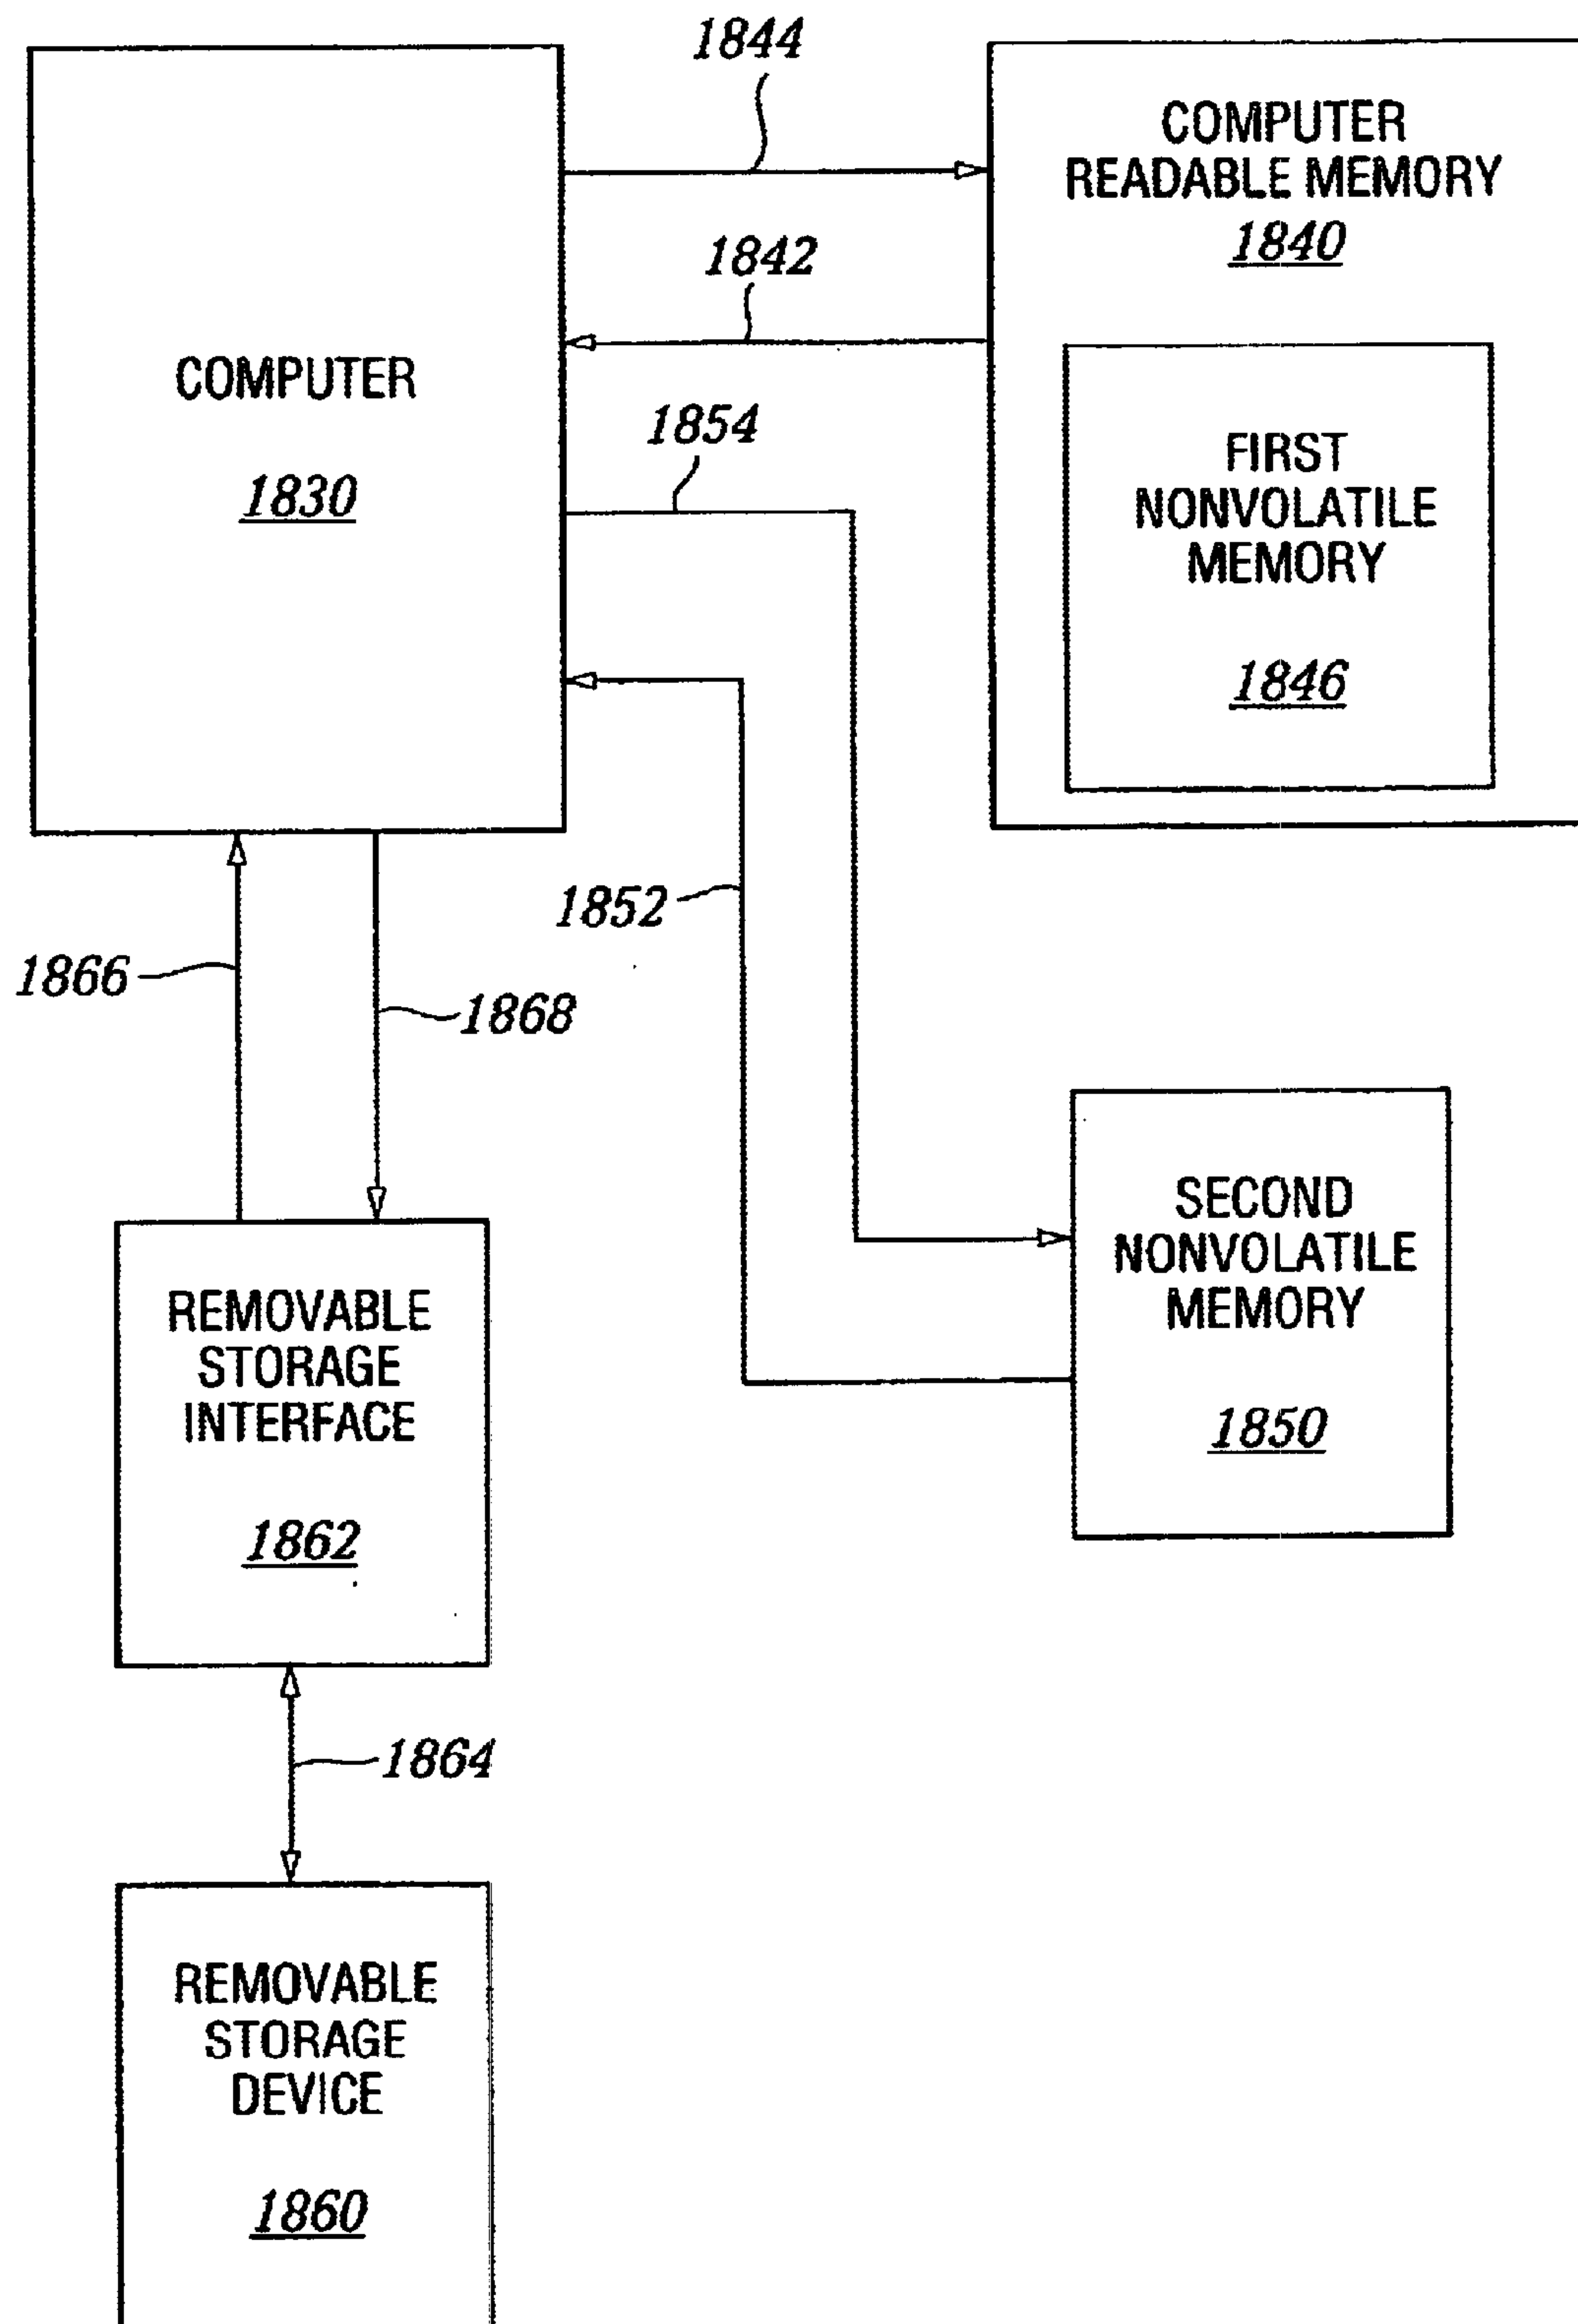 1844
COMPUTER
READABLE MEMORY
1840
1842
COMPUTER
1830
1854
FIRST
NONVOLATILE
MEMORY
1846
1852
1866
1868
SECOND
NONVOLATILE
MEMORY
1850
REMOVABLE
STORAGE
INTERFACE
1862
1864
REMOVABLE
STORAGE
DEVICE
1860